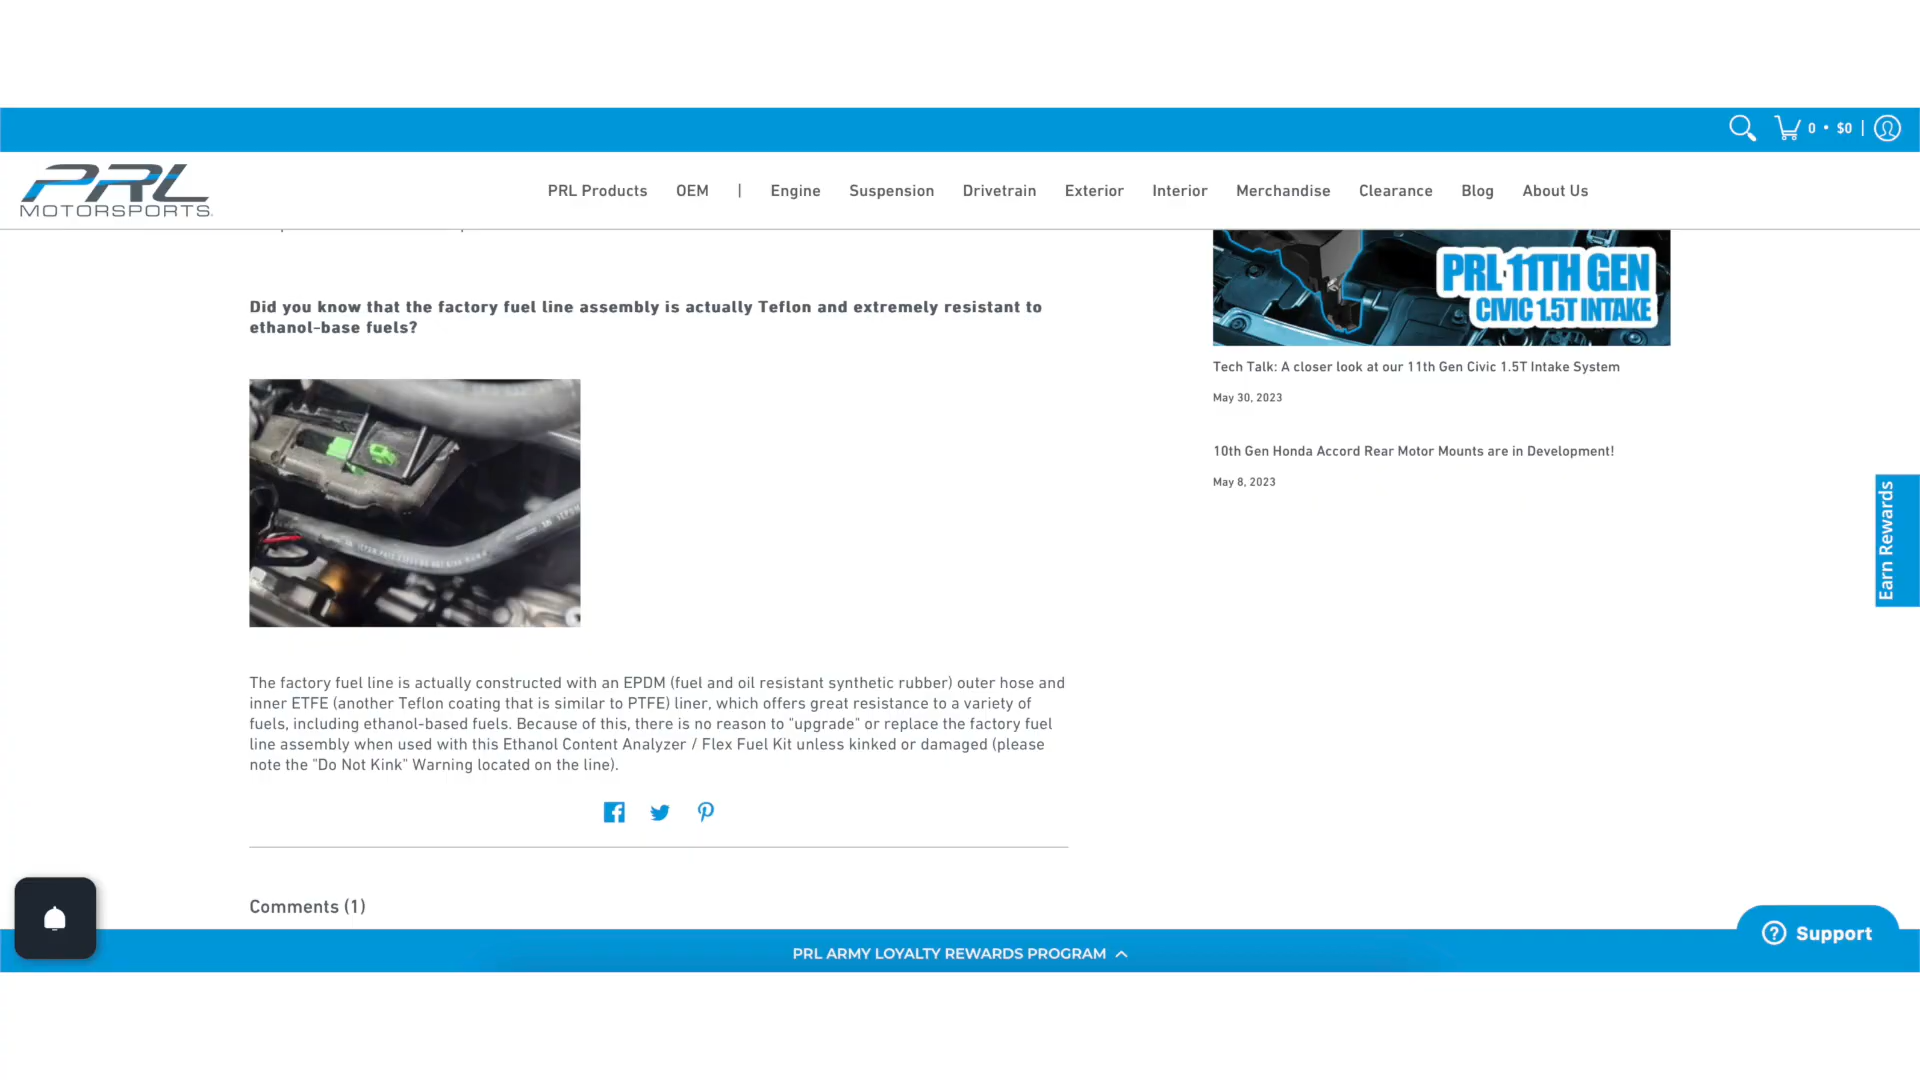 0 • $0 |
PRL
MOTORSPORTS
PRL Products OEM | Engine Suspension Drivetrain Exterior Interior Merchandise Clearance Blog About Us
Did you know that the factory fuel line assembly is actually Teflon and extremely resistant to
ethanol-base fuels?
The factory fuel line is actually constructed with an EPDM (fuel and oil resistant synthetic rubber) outer hose and
inner ETFE (another Teflon coating that is similar to PTFE) liner, which offers great resistance to a variety of
fuels, including ethanol-based fuels. Because of this, there is no reason to "upgrade" or replace the factory fuel
line assembly when used with this Ethanol Content Analyzer / Flex Fuel Kit unless kinked or damaged (please
note the "Do Not Kink" Warning located on the line).
Comments (1)
PRL 11TH GEN
CIVIC 1.5T INTAKE
Tech Talk: A closer look at our 11th Gen Civic 1.5T Intake System
May 30, 2023
10th Gen Honda Accord Rear Motor Mounts are in Development!
May 8, 2023
Earn Rewards
Support
PRL ARMY LOYALTY REWARDS PROGRAM